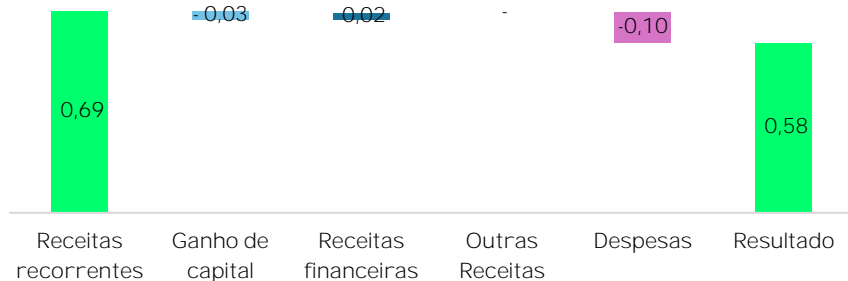 - 0,03
0,02
-
-0,10
0,69
0,58
Receitas recorrentes
Ganho de capital
Receitas financeiras
Outras Receitas
Despesas
Resultado